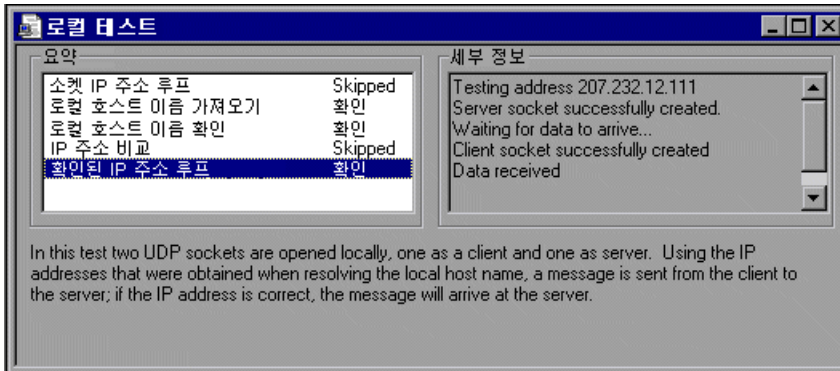 로컬 테스트
요약
소켓 IP 주소 루프 Skipped
로컬 호스트 이름 가져오기 확인
로컬 호스트 이름 확인 확인
IP 주소 비교 Skipped
확인된 IP 주소 루프 확인
세부 정보
Testing address 207.232.12.111
Server socket successfully created.
Waiting for data to arrive...
Client socket successfully created
Data received
In this test two UDP sockets are opened locally, one as a client and one as server. Using the IP
addresses that were obtained when resolving the local host name, a message is sent from the client to
the server; if the IP address is correct, the message will arrive at the server.